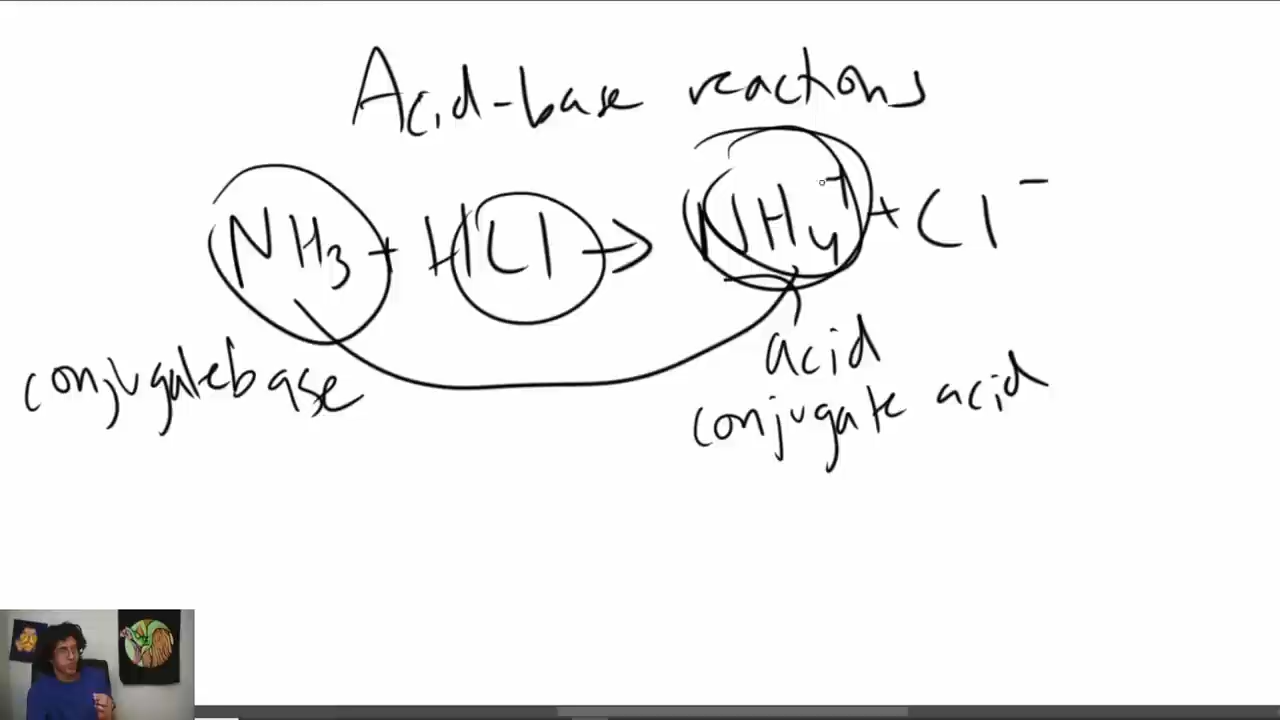 Acid-base reactions
NH3 + HCl → NH4+ + Cl−
conjugate base
acid
conjugate acid